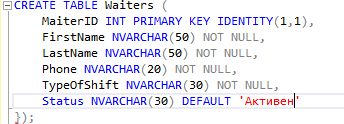 CREATE TABLE Waiters (
MaiterID INT PRIMARY KEY IDENTITY(1,1),
FirstName NVARCHAR(50) NOT NULL,
LastName NVARCHAR(50) NOT NULL,
Phone NVARCHAR(20) NOT NULL,
TypeOfShift NVARCHAR(30) NOT NULL,
Status NVARCHAR(30) DEFAULT 'Активен'
});